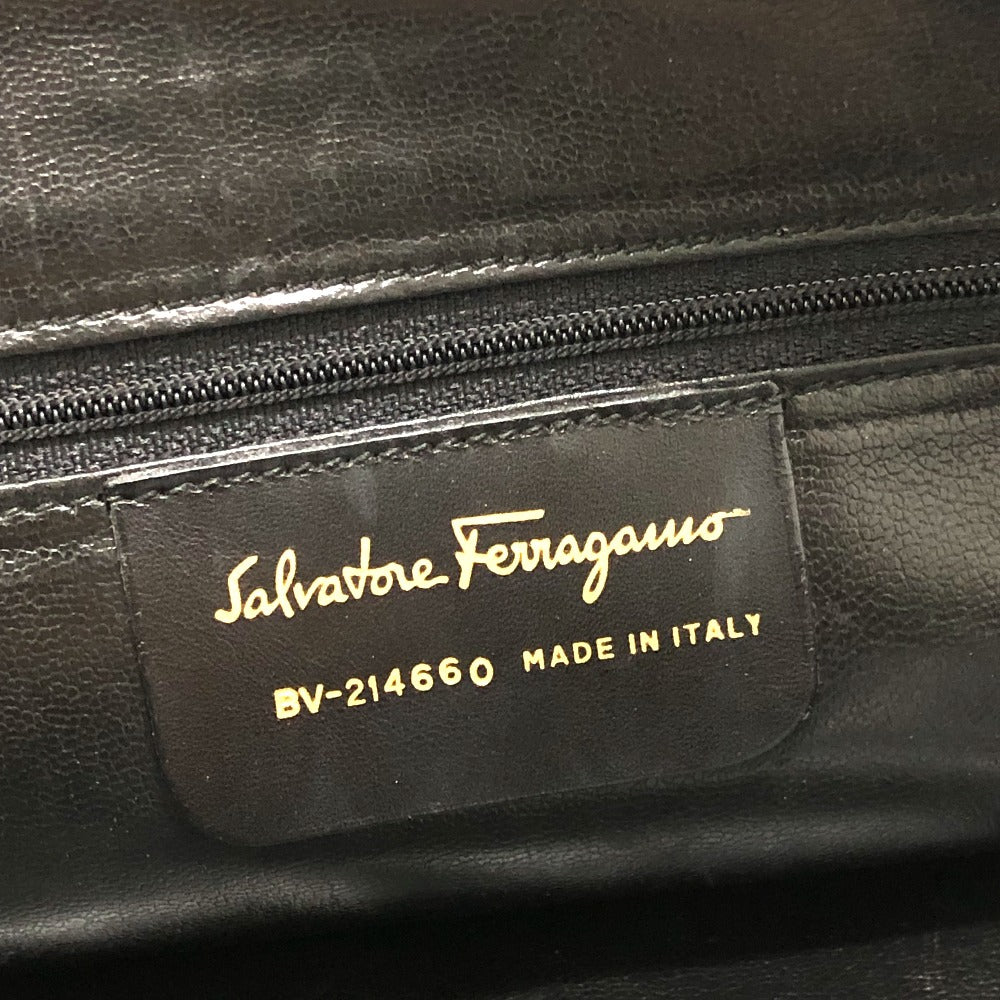 Salvatore Ferragamo
BV-214660 MADE IN ITALY